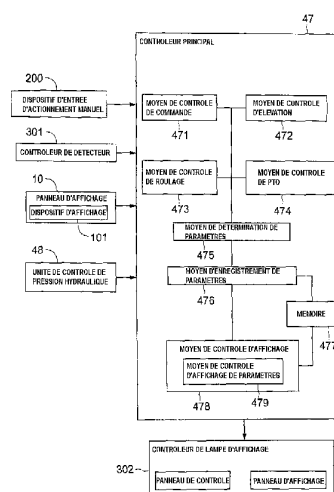 47
CONTROLEUR PRINCIPAL
200
DISPOSITIF D'ENTREE
D'ACTIONNEMENT MANUEL
301
CONTROLEUR DE DETECTEUR
10
PANNEAU D'AFFICHAGE
DISPOSITIF D'AFFICHAGE
101
48
UNITE DE CONTROLE DE
PRESSION HYDRAULIQUE
MOYEN DE CONTROLE
DE COMMANDE
471
MOYEN DE CONTROLE
D'ELEVATION
472
MOYEN DE CONTROLE
DE ROULAGE
473
MOYEN DE CONTROLE
DE PTO
474
MOYEN DE DETERMINATION DE
PARAMETRES
475
MOYEN D'ENREGISTREMENT DE
PARAMETRES
476
MEMOIRE
477
MOYEN DE CONTROLE D'AFFICHAGE
MOYEN DE CONTROLE
D'AFFICHAGE DE PARAMETRES
478
479
CONTROLEUR DE LAMPE D'AFFICHAGE
302
PANNEAU DE CONTROLE
PANNEAU D'AFFICHAGE